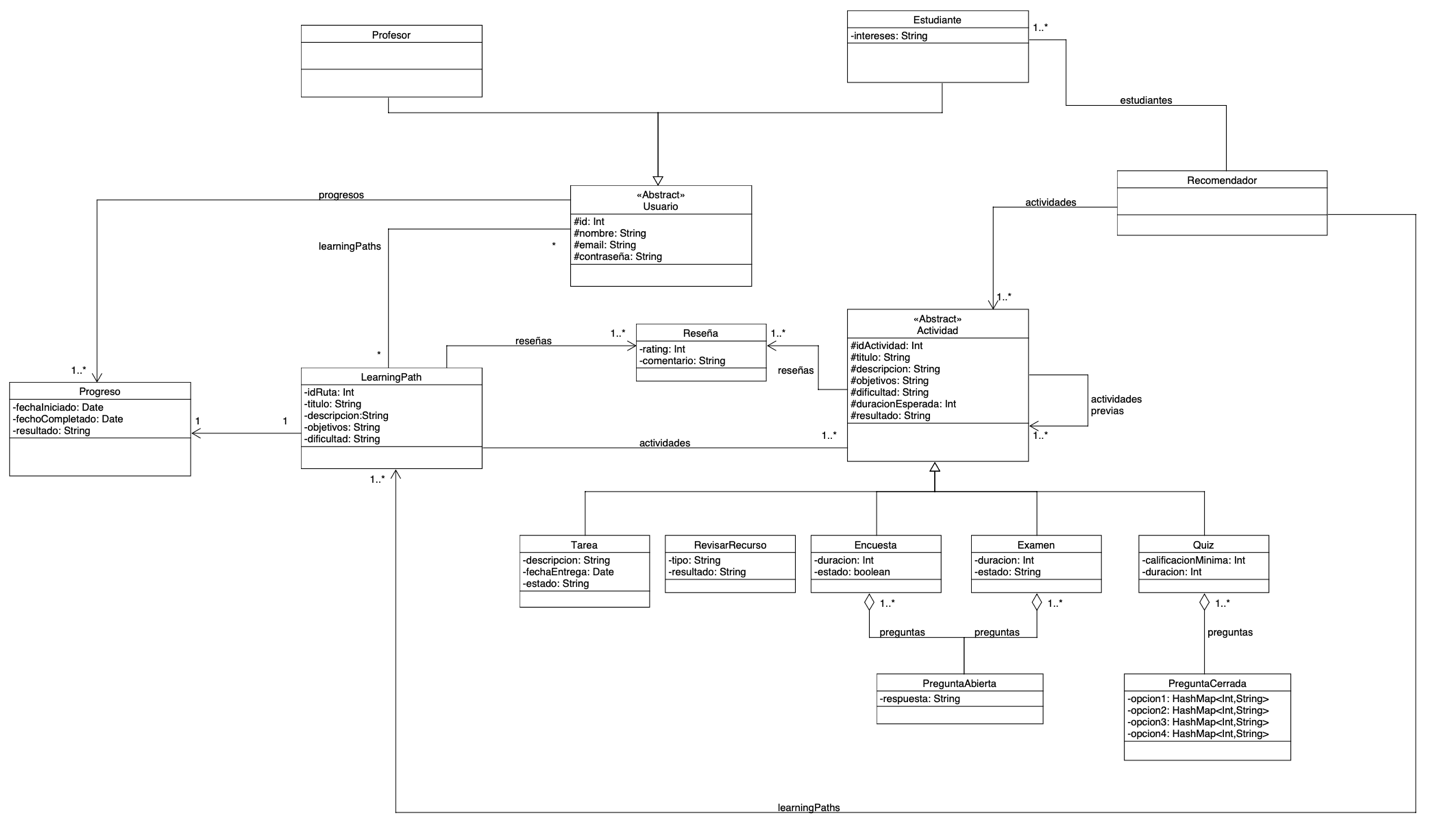 Profesor
Estudiante
-intereses: String
1..*
estudiantes
Recomendador
progresos
«Abstract»
Usuario
#id: Int
#nombre: String
#email: String
#contraseña: String
learningPaths
*
*
actividades
1..*
«Abstract»
Actividad
#idActividad: Int
#titulo: String
#descripcion: String
#objetivos: String
#dificultad: String
#duracionEsperada: Int
#resultado: String
actividades
previas
1..*
1..*
Reseña
-rating: Int
-comentario: String
1..*
reseñas
reseñas
1..*
Progreso
-fechaIniciado: Date
-fechoCompletado: Date
-resultado: String
1
1
LearningPath
-idRuta: Int
-titulo: String
-descripcion:String
-objetivos: String
-dificultad: String
actividades
1..*
1..*
Tarea
-descripcion: String
-fechaEntrega: Date
-estado: String
RevisarRecurso
-tipo: String
-resultado: String
Encuesta
-duracion: Int
-estado: boolean
Examen
-duracion: Int
-estado: String
Quiz
-calificacionMinima: Int
-duracion: Int
1..*
1..*
1..*
preguntas
preguntas
preguntas
PreguntaAbierta
-respuesta: String
PreguntaCerrada
-opcion1: HashMap<Int,String>
-opcion2: HashMap<Int,String>
-opcion3: HashMap<Int,String>
-opcion4: HashMap<Int,String>
learningPaths